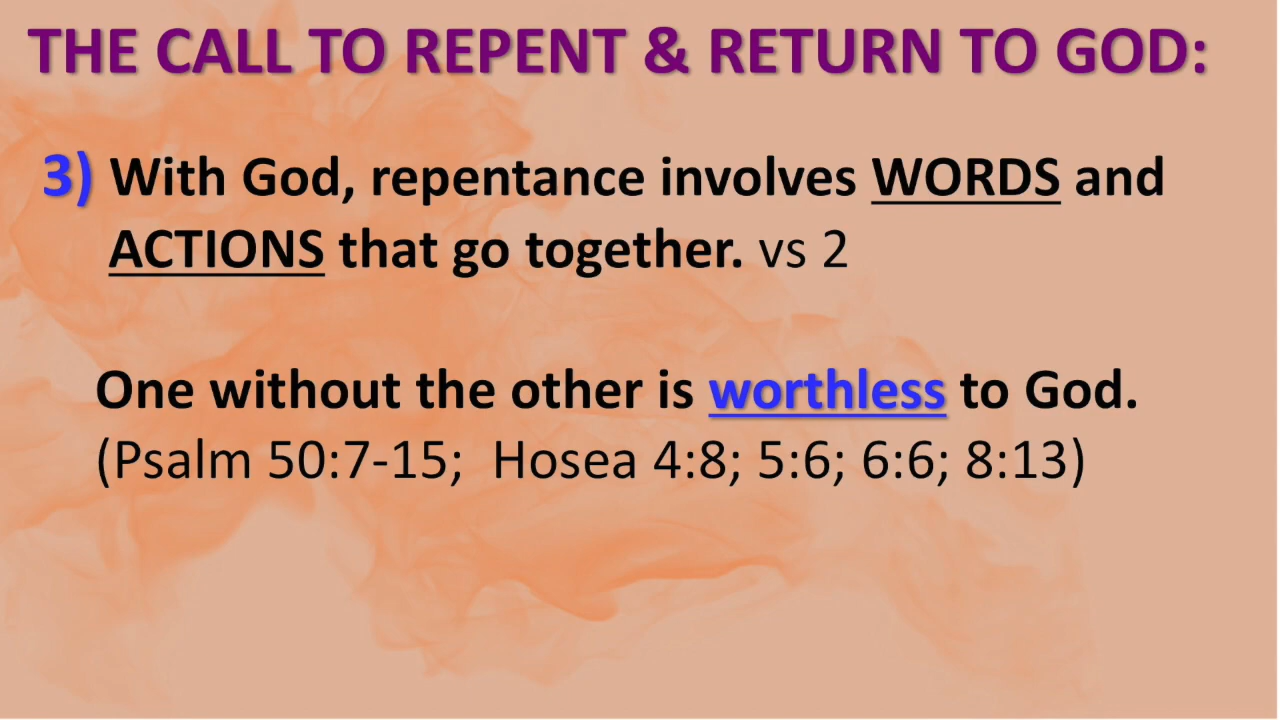 THE CALL TO REPENT & RETURN TO GOD:
3) With God, repentance involves WORDS and
ACTIONS that go together. vs 2
One without the other is worthless to God.
(Psalm 50:7-15; Hosea 4:8; 5:6; 6:6; 8:13)